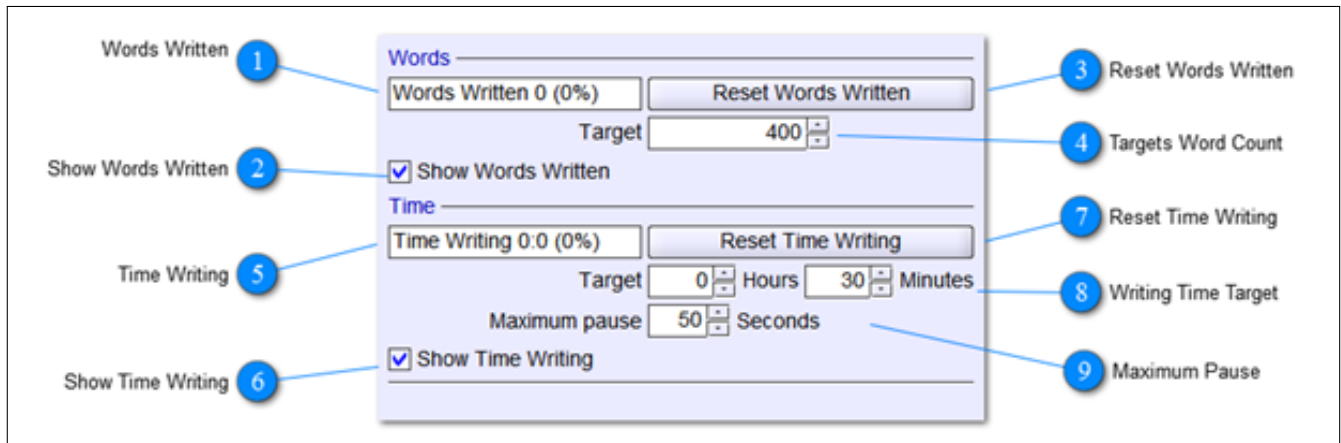 Words Written 1
Show Words Written 2
Time Writing 5
Show Time Writing 6
Words
Words Written 0 (0%) Reset Words Written
Target 400
Show Words Written
Time
Time Writing 0:0 (0%) Reset Time Writing
Target 0 Hours 30 Minutes
Maximum pause 50 Seconds
Show Time Writing
3 Reset Words Written
4 Targets Word Count
7 Reset Time Writing
8 Writing Time Target
9 Maximum Pause